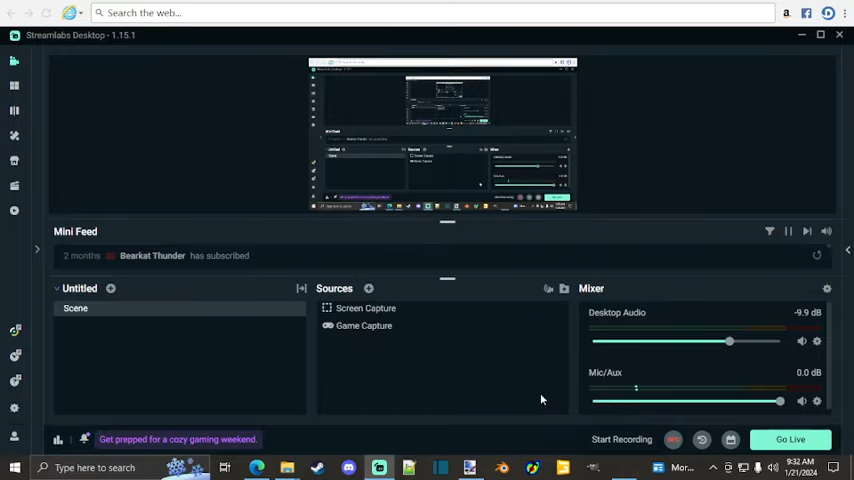 Search the web...
Streamlabs Desktop - 1.15.1
Mini Feed
2 months Bearkat Thunder has subscribed
Untitled
Sources
Mixer
Scene
Screen Capture
Game Capture
Desktop Audio -9.9 dB
Mic/Aux 0.0 dB
Get prepped for a cozy gaming weekend.
Start Recording
REC
Go Live
Type here to search
Mor...
9:32 AM
1/21/2024